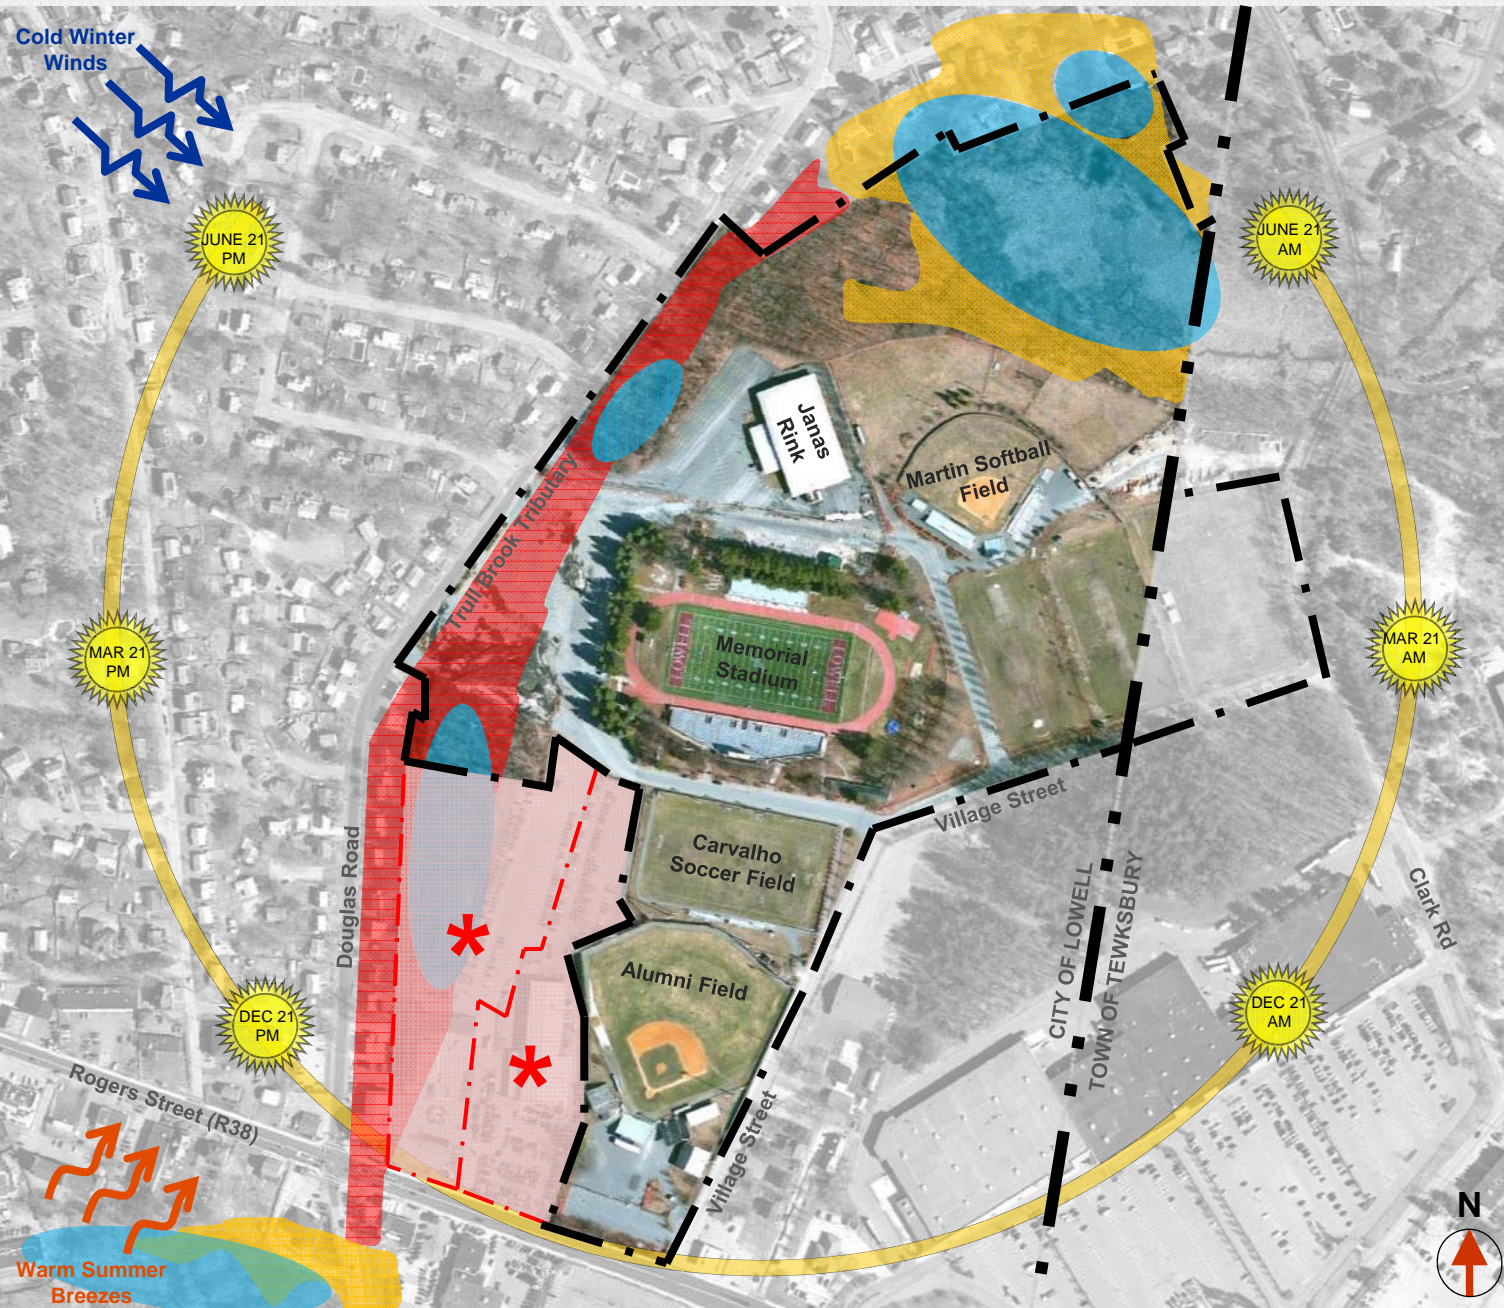 Cold Winter
Winds
JUNE 21
PM
JUNE 21
AM
Janas
Rink
Martin Softball
Field
Trull Brook Tributary
LOWELL
Memorial
Stadium
LOWELL
MAR 21
PM
MAR 21
AM
Village Street
Carvalho
Soccer Field
Douglas Road
*
Alumni Field
CITY OF LOWELL
TOWN OF TEWKSBURY
Clark Rd
DEC 21
PM
DEC 21
AM
*
Rogers Street (R38)
Village Street
N
Warm Summer
Breezes